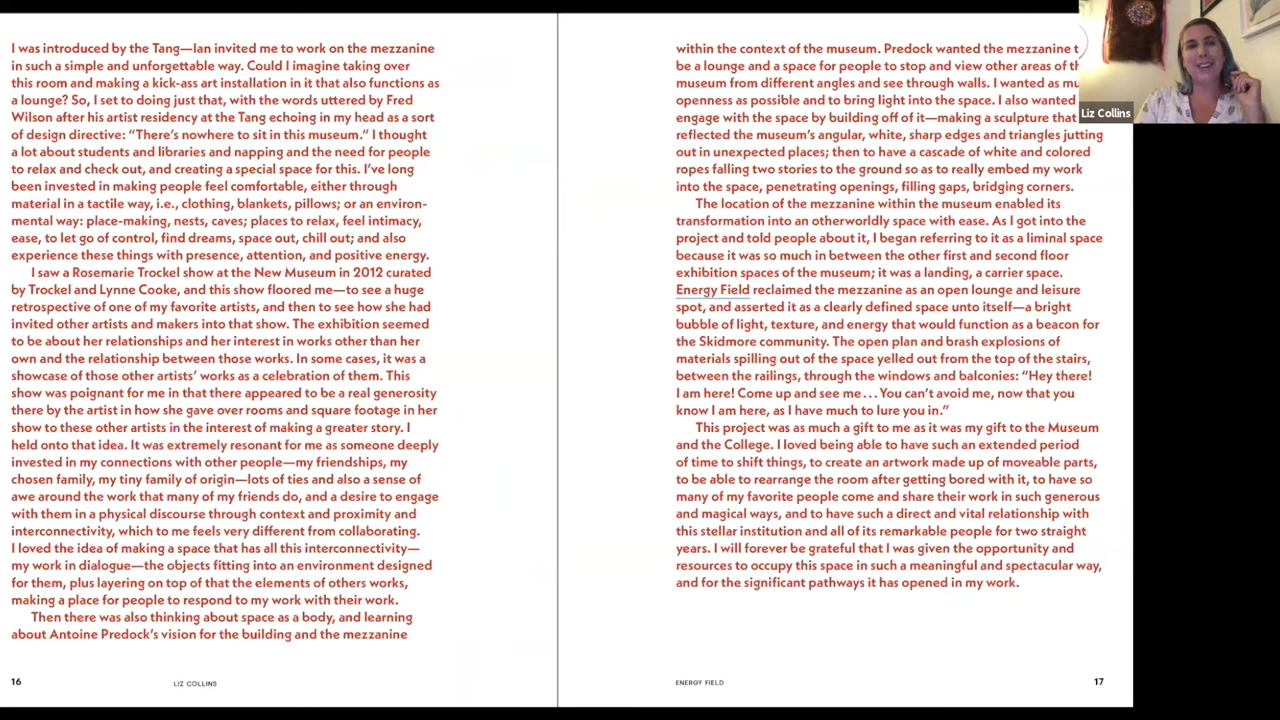 I was introduced by the Tang—Ian invited me to work on the mezzanine
in such a simple and unforgettable way. Could I imagine taking over
this room and making a kick-ass art installation in it that also functions as
a lounge? So, I set to doing just that, with the words uttered by Fred
Wilson after his artist residency at the Tang echoing in my head as a sort
of design directive: “There’s nowhere to sit in this museum.” I thought
a lot about students and libraries and napping and the need for people
to relax and check out, and creating a special space for this. I’ve long
been invested in making people feel comfortable, either through
material in a tactile way, i.e., clothing, blankets, pillows; or an environ-
mental way: place-making, nests, caves; places to relax, feel intimacy,
ease, to let go of control, find dreams, space out, chill out; and also
experience these things with presence, attention, and positive energy.
I saw a Rosemarie Trockel show at the New Museum in 2012 curated
by Trockel and Lynne Cooke, and this show floored me—to see a huge
retrospective of one of my favorite artists, and then to see how she had
invited other artists and makers into that show. The exhibition seemed
to be about her relationships and her interest in works other than her
own and the relationship between those works. In some cases, it was a
showcase of those other artists’ works as a celebration of them. This
show was poignant for me in that there appeared to be a real generosity
there by the artist in how she gave over rooms and square footage in her
show to these other artists in the interest of making a greater story. I
held onto that idea. It was extremely resonant for me as someone deeply
invested in my connections with other people—my friendships, my
chosen family, my tiny family of origin—lots of ties and also a sense of
awe around the work that many of my friends do, and a desire to engage
with them in a physical discourse through context and proximity and
interconnectivity, which to me feels very different from collaborating.
I loved the idea of making a space that has all this interconnectivity—
my work in dialogue—the objects fitting into an environment designed
for them, plus layering on top of that the elements of others works,
making a place for people to respond to my work with their work.
Then there was also thinking about space as a body, and learning
about Antoine Predock’s vision for the building and the mezzanine
16
LIZ COLLINS
within the context of the museum. Predock wanted the mezzanine t
be a lounge and a space for people to stop and view other areas of th
museum from different angles and see through walls. I wanted as mu
openness as possible and to bring light into the space. I also wanted
engage with the space by building off of it—making a sculpture that
reflected the museum’s angular, white, sharp edges and triangles jutting
out in unexpected places; then to have a cascade of white and colored
ropes falling two stories to the ground so as to really embed my work
into the space, penetrating openings, filling gaps, bridging corners.
The location of the mezzanine within the museum enabled its
transformation into an otherworldly space with ease. As I got into the
project and told people about it, I began referring to it as a liminal space
because it was so much in between the other first and second floor
exhibition spaces of the museum; it was a landing, a carrier space.
Energy Field reclaimed the mezzanine as an open lounge and leisure
spot, and asserted it as a clearly defined space unto itself—a bright
bubble of light, texture, and energy that would function as a beacon for
the Skidmore community. The open plan and brash explosions of
materials spilling out of the space yelled out from the top of the stairs,
between the railings, through the windows and balconies: “Hey there!
I am here! Come up and see me...You can’t avoid me, now that you
know I am here, as I have much to lure you in.”
This project was as much a gift to me as it was my gift to the Museum
and the College. I loved being able to have such an extended period
of time to shift things, to create an artwork made up of moveable parts,
to be able to rearrange the room after getting bored with it, to have so
many of my favorite people come and share their work in such generous
and magical ways, and to have such a direct and vital relationship with
this stellar institution and all of its remarkable people for two straight
years. I will forever be grateful that I was given the opportunity and
resources to occupy this space in such a meaningful and spectacular way,
and for the significant pathways it has opened in my work.
ENERGY FIELD
17
Liz Collins